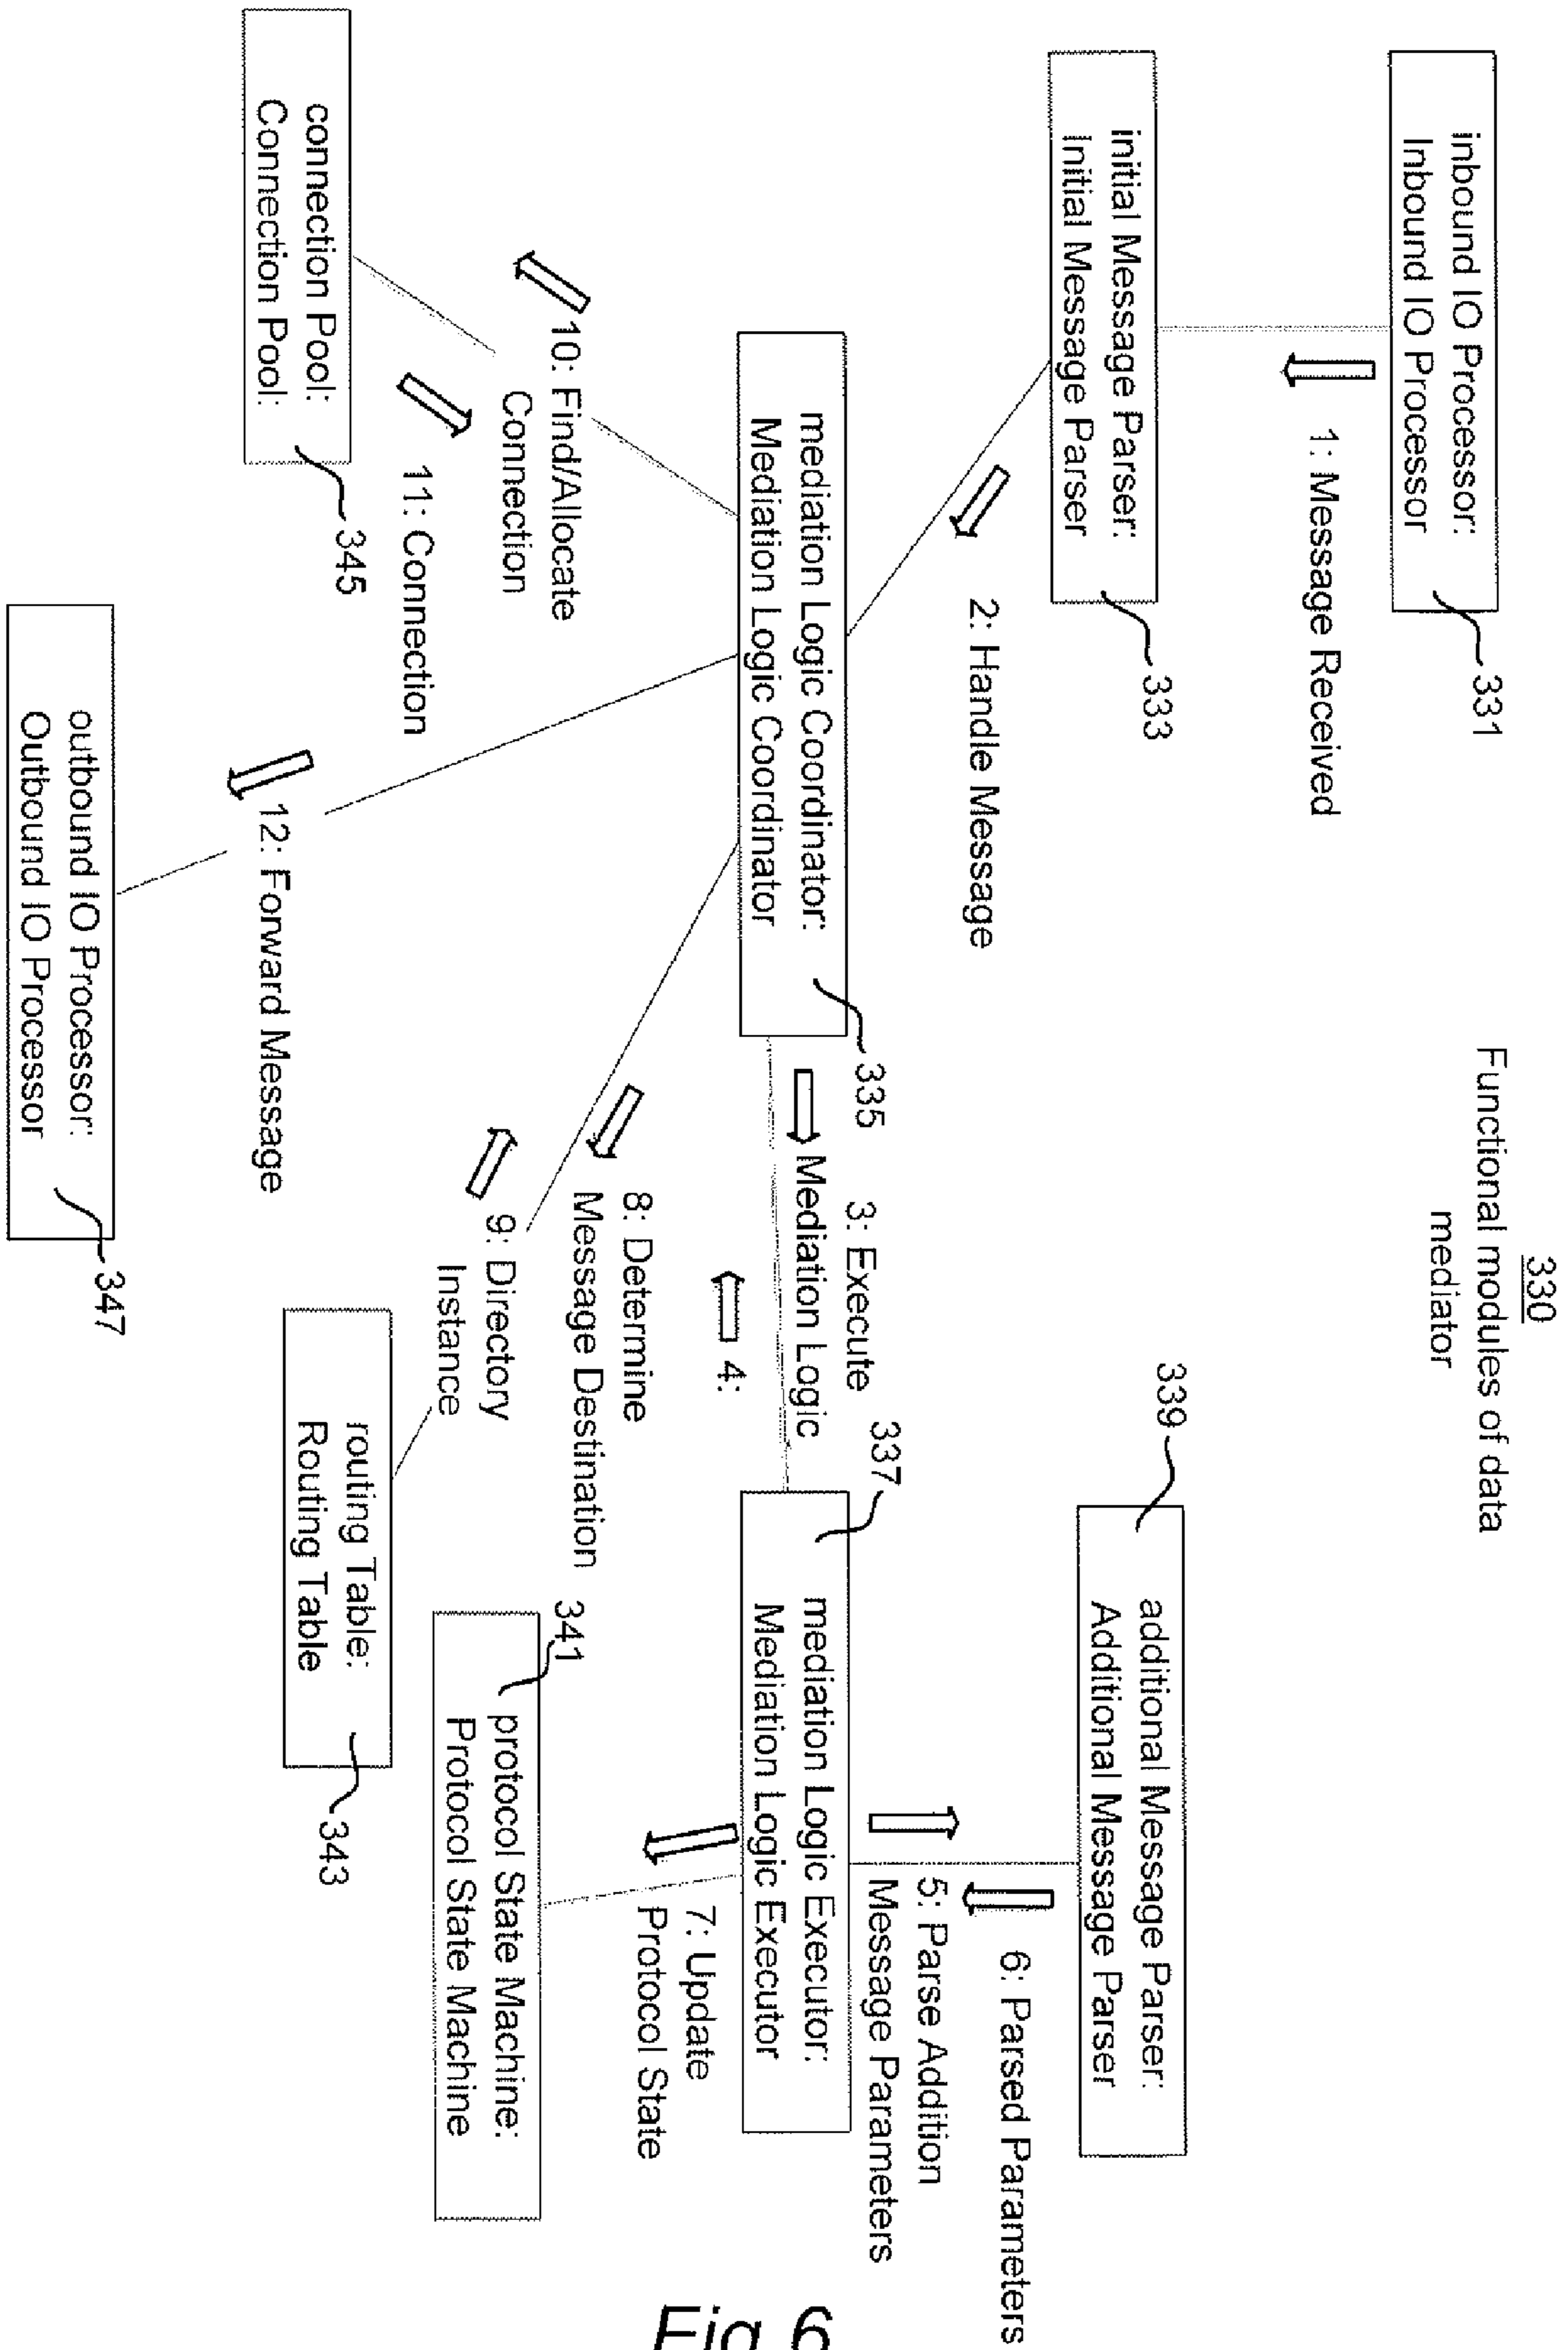 330
Functional modules of data
mediator
inbound IO Processor:
Inbound IO Processor
331
1: Message Received
initial Message Parser:
Initial Message Parser
333
2: Handle Message
339
additional Message Parser:
Additional Message Parser
6: Parsed Parameters
5: Parse Addition
Message Parameters
mediation Logic Coordinator:
Mediation Logic Coordinator
335
3: Execute
Mediation Logic
4:
337
mediation Logic Executor:
Mediation Logic Executor
7: Update
Protocol State
8: Determine
Message Destination
9: Directory
Instance
341
protocol State Machine:
Protocol State Machine
10: Find/Allocate
Connection
11: Connection
connection Pool:
Connection Pool:
345
routing Table:
Routing Table
343
12: Forward Message
outbound IO Processor:
Outbound IO Processor
347
Fig 6